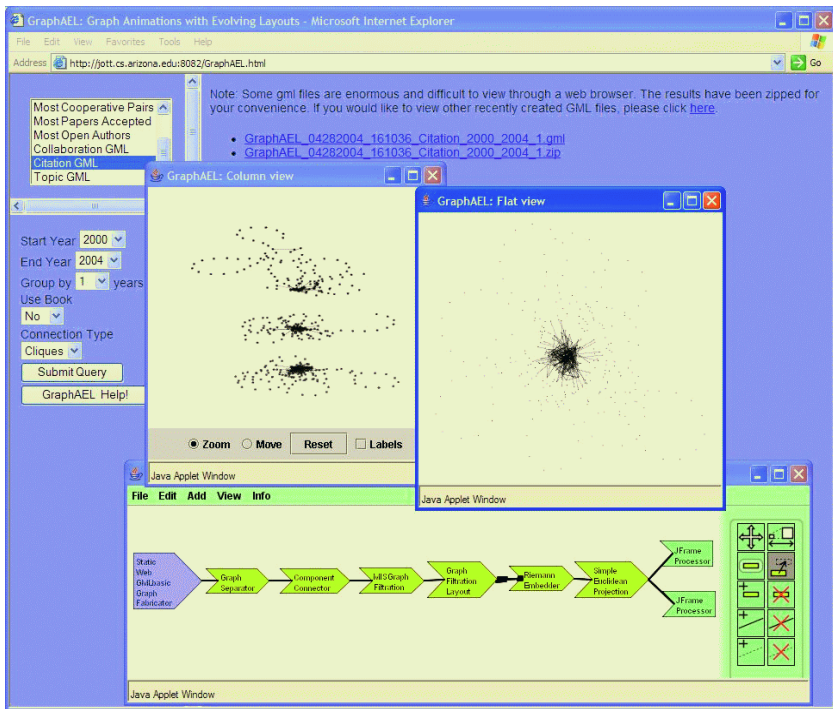 GraphAEL: Graph Animations with Evolving Layouts - Microsoft Internet Explorer
File Edit View Favorites Tools Help
Address http://jott.cs.arizona.edu:8082/GraphAEL.html Go
Most Cooperative Pairs
Most Papers Accepted
Most Open Authors
Collaboration GML
Citation GML
Topic GML
Note: Some gml files are enormous and difficult to view through a web browser. The results have been zipped for
your convenience. If you would like to view other recently created GML files, please click here.
GraphAEL_04282004_161036_Citation_2000_2004_1.gml
GraphAEL_04282004_161036_Citation_2000_2004_1.zip
Start Year 2000
End Year 2004
Group by 1 years
Use Book
No
Connection Type
Cliques
Submit Query
GraphAEL Help!
GraphAEL: Column view
Zoom Move Reset Labels
Java Applet Window
GraphAEL: Flat view
Java Applet Window
File Edit Add View Info
Static
Web
GMLbasic
Graph
Fabricator
Graph
Separator
Component
Connector
MISGraph
Filtration
Graph
Filtration
Layout
Riemann
Embedder
Simple
Euclidean
Projection
JFrame
Processor
JFrame
Processor
Java Applet Window